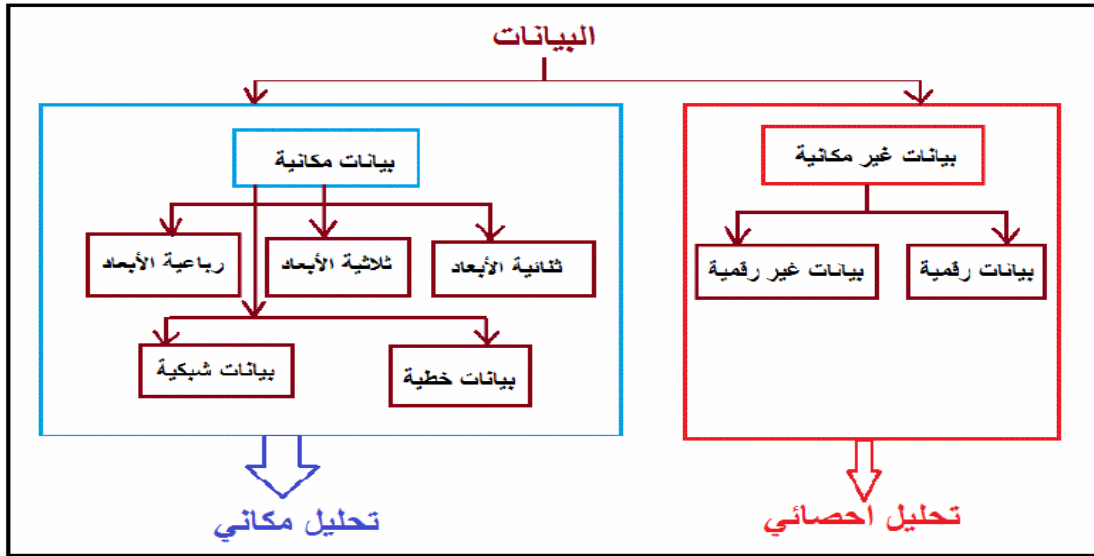 البيانات
بيانات غير مكانية
بيانات مكانية
بيانات رقمية
بيانات غير رقمية
ثنائية الأبعاد
ثلاثية الأبعاد
رباعية الأبعاد
بيانات خطية
بيانات شبكية
تحليل احصائي
تحليل مكاني